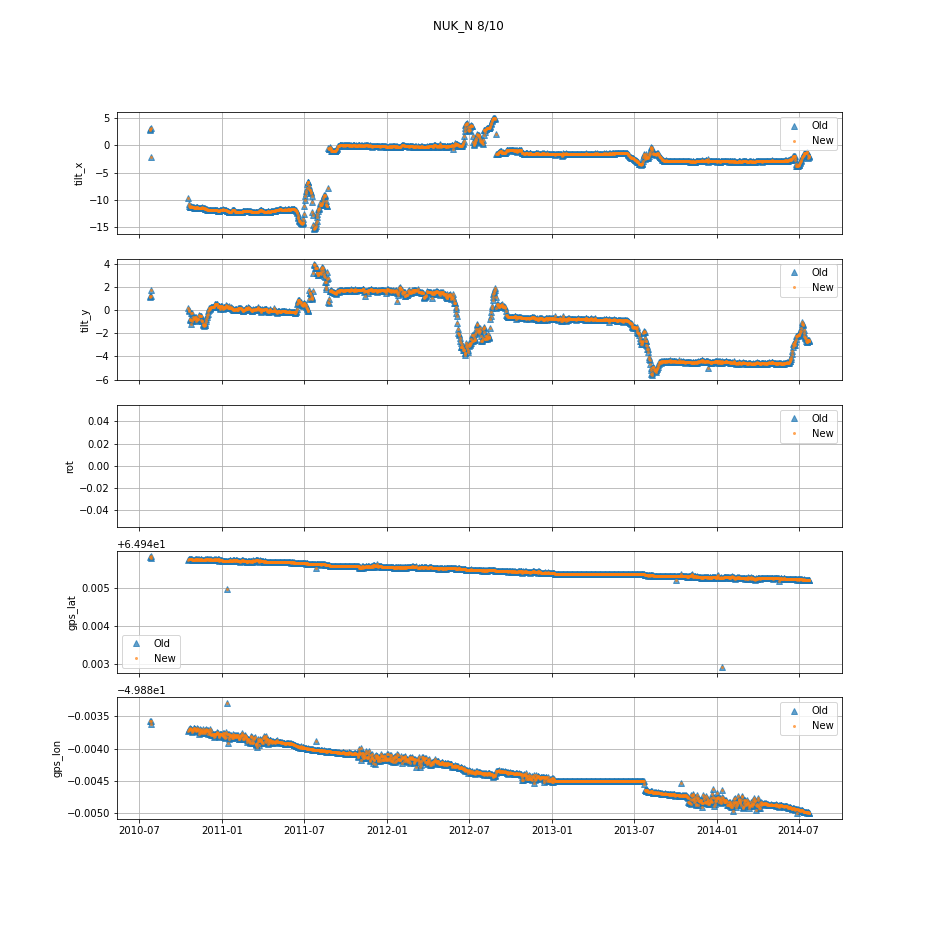 NUK_N 8/10
5
0
−5
−10
−15
tilt_x
Old
New
4
2
0
−2
−4
−6
tilt_y
Old
New
0.04
0.02
0.00
−0.02
−0.04
rot
Old
New
+6.494e1
0.005
0.004
0.003
gps_lat
Old
New
−4.988e1
−0.0035
−0.0040
−0.0045
−0.0050
gps_lon
Old
New
2010-07 2011-01 2011-07 2012-01 2012-07 2013-01 2013-07 2014-01 2014-07